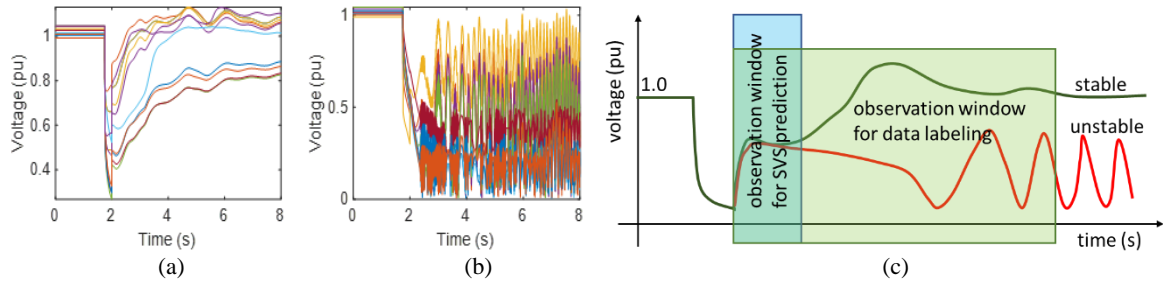 Voltage (pu)
1
0.8
0.6
0.4
0
2
4
6
8
Time (s)
(a)
Voltage (pu)
1
0.5
0
0
2
4
6
8
Time (s)
(b)
voltage (pu)
1.0
observation window
for SVS prediction
observation window
for data labeling
stable
unstable
time (s)
(c)